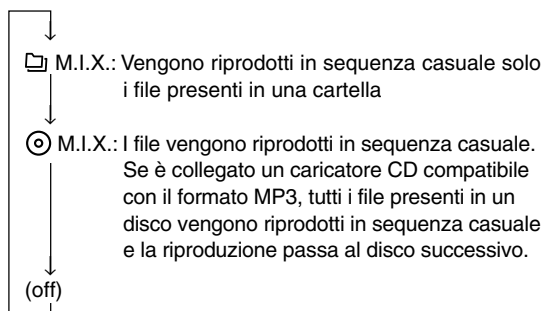 M.I.X.: Vengono riprodotti in sequenza casuale solo
i file presenti in una cartella
M.I.X.: I file vengono riprodotti in sequenza casuale.
Se è collegato un caricatore CD compatibile
con il formato MP3, tutti i file presenti in un
disco vengono riprodotti in sequenza casuale
e la riproduzione passa al disco successivo.
(off)